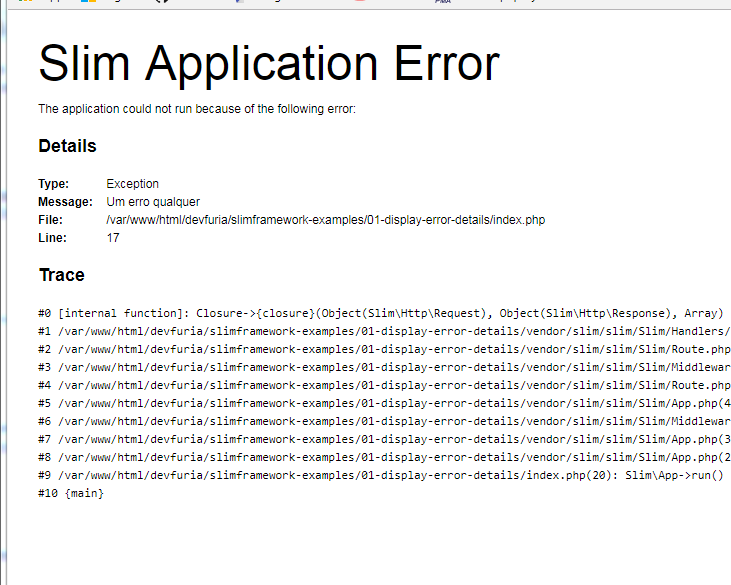 Slim Application Error
The application could not run because of the following error:
Details
Type: Exception
Message: Um erro qualquer
File: /var/www/html/devfuria/slimframework-examples/01-display-error-details/index.php
Line: 17
Trace
#0 [internal function]: Closure->{closure}(Object(Slim\Http\Request), Object(Slim\Http\Response), Array)
#1 /var/www/html/devfuria/slimframework-examples/01-display-error-details/vendor/slim/slim/Slim/Handlers/
#2 /var/www/html/devfuria/slimframework-examples/01-display-error-details/vendor/slim/slim/Slim/Route.php
#3 /var/www/html/devfuria/slimframework-examples/01-display-error-details/vendor/slim/slim/Slim/Middlewar
#4 /var/www/html/devfuria/slimframework-examples/01-display-error-details/vendor/slim/slim/Slim/Route.php
#5 /var/www/html/devfuria/slimframework-examples/01-display-error-details/vendor/slim/slim/Slim/App.php(4
#6 /var/www/html/devfuria/slimframework-examples/01-display-error-details/vendor/slim/slim/Slim/Middlewar
#7 /var/www/html/devfuria/slimframework-examples/01-display-error-details/vendor/slim/slim/Slim/App.php(3
#8 /var/www/html/devfuria/slimframework-examples/01-display-error-details/vendor/slim/slim/Slim/App.php(2
#9 /var/www/html/devfuria/slimframework-examples/01-display-error-details/index.php(20): Slim\App->run()
#10 {main}